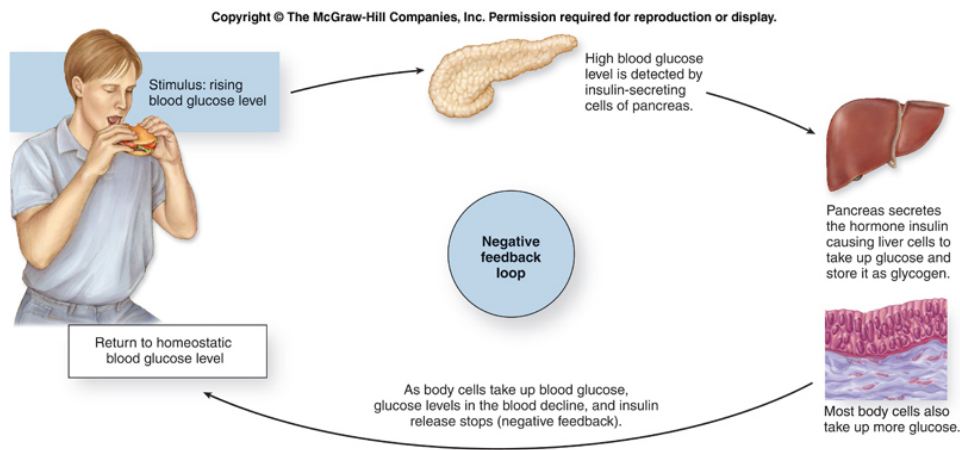 Copyright © The McGraw-Hill Companies, Inc. Permission required for reproduction or display.
Stimulus: rising
blood glucose level
High blood glucose
level is detected by
insulin-secreting
cells of pancreas.
Pancreas secretes
the hormone insulin
causing liver cells to
take up glucose and
store it as glycogen.
Negative
feedback
loop
Most body cells also
take up more glucose.
As body cells take up blood glucose,
glucose levels in the blood decline, and insulin
release stops (negative feedback).
Return to homeostatic
blood glucose level